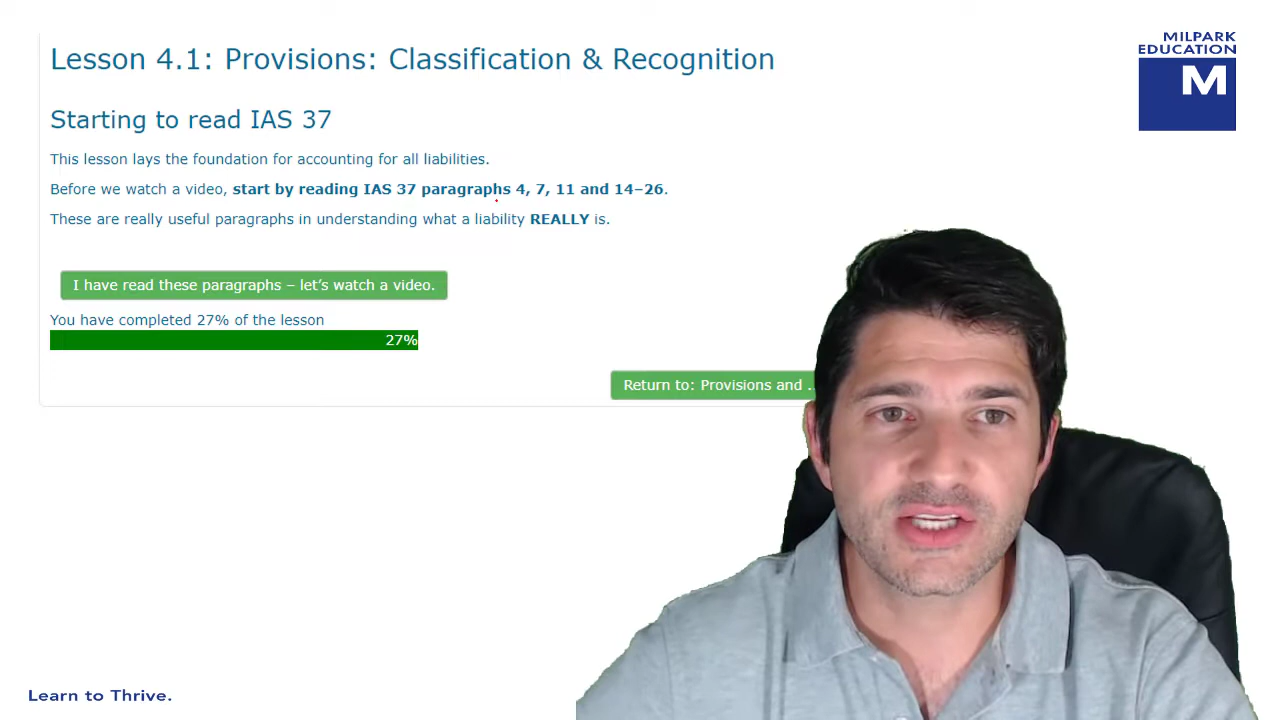 Lesson 4.1: Provisions: Classification & Recognition
MILPARK
EDUCATION
M
Starting to read IAS 37
This lesson lays the foundation for accounting for all liabilities.
Before we watch a video, start by reading IAS 37 paragraphs 4, 7, 11 and 14–26.
These are really useful paragraphs in understanding what a liability REALLY is.
I have read these paragraphs – let’s watch a video.
You have completed 27% of the lesson
27%
Return to: Provisions and ..
Learn to Thrive.